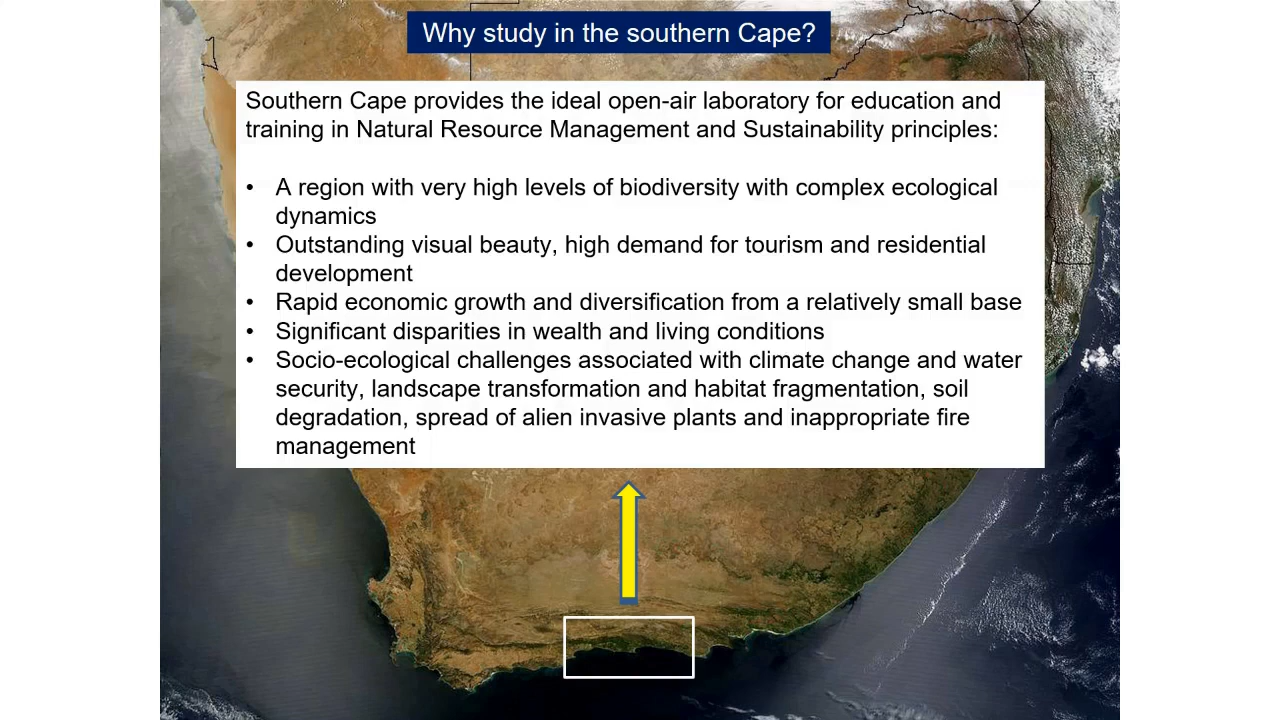 Why study in the southern Cape?
Southern Cape provides the ideal open-air laboratory for education and
training in Natural Resource Management and Sustainability principles:
• A region with very high levels of biodiversity with complex ecological
dynamics
• Outstanding visual beauty, high demand for tourism and residential
development
• Rapid economic growth and diversification from a relatively small base
• Significant disparities in wealth and living conditions
• Socio-ecological challenges associated with climate change and water
security, landscape transformation and habitat fragmentation, soil
degradation, spread of alien invasive plants and inappropriate fire
management